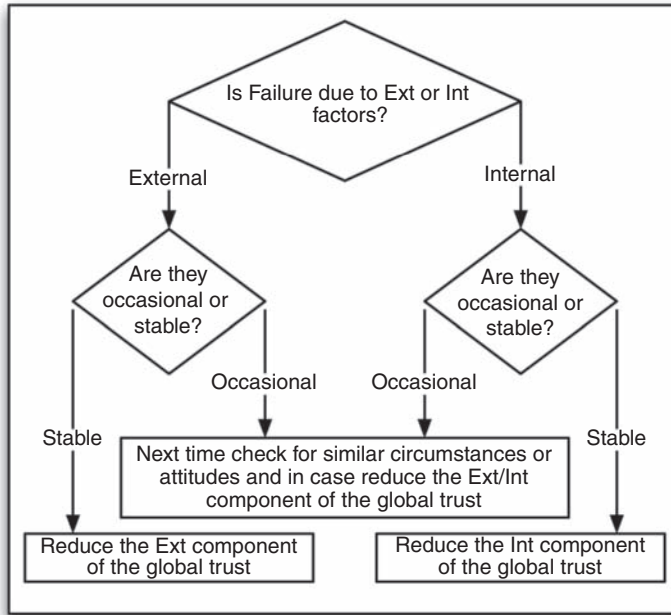 Is Failure due to Ext or Int
factors?
External
Internal
Are they
occasional or
stable?
Are they
occasional or
stable?
Occasional
Occasional
Stable
Stable
Next time check for similar circumstances or
attitudes and in case reduce the Ext/Int
component of the global trust
Reduce the Ext component
of the global trust
Reduce the Int component
of the global trust